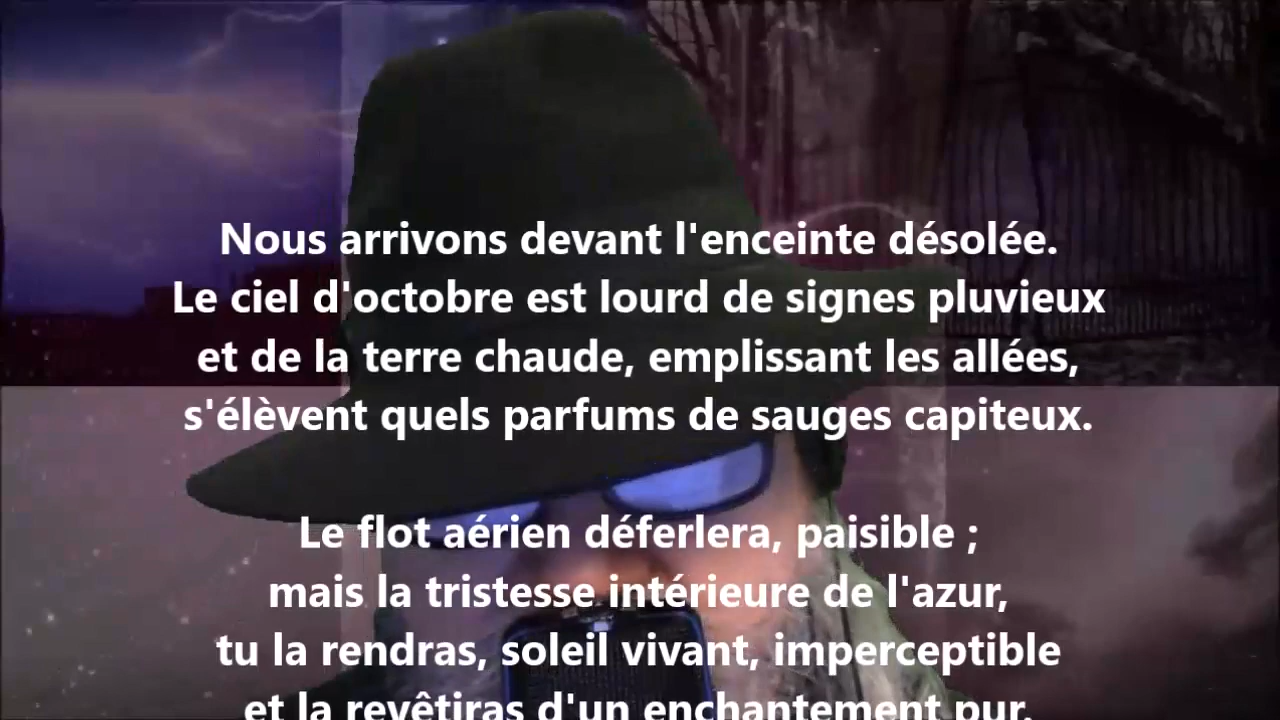 Nous arrivons devant l'enceinte désolée.
Le ciel d'octobre est lourd de signes pluvieux
et de la terre chaude, emplissant les allées,
s'élèvent quels parfums de sauges capiteux.
Le flot aérien déferlera, paisible ;
mais la tristesse intérieure de l'azur,
tu la rendras, soleil vivant, imperceptible
et la revêtiras d'un enchantement pur.